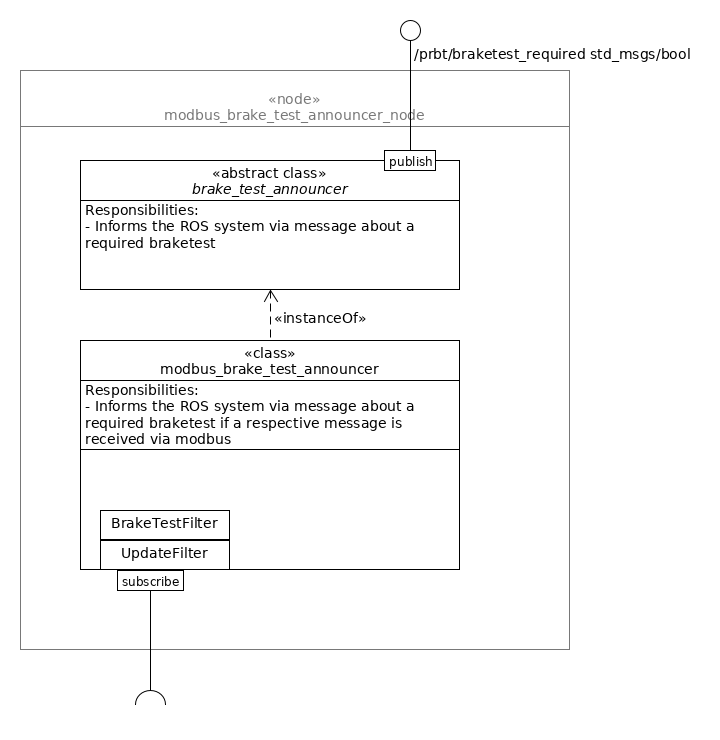 /prbt/braketest_required std_msgs/bool
«node»
modbus_brake_test_announcer_node
publish
«abstract class»
brake_test_announcer
Responsibilities:
- Informs the ROS system via message about a
required braketest
«instanceOf»
«class»
modbus_brake_test_announcer
Responsibilities:
- Informs the ROS system via message about a
required braketest if a respective message is
received via modbus
BrakeTestFilter
UpdateFilter
subscribe